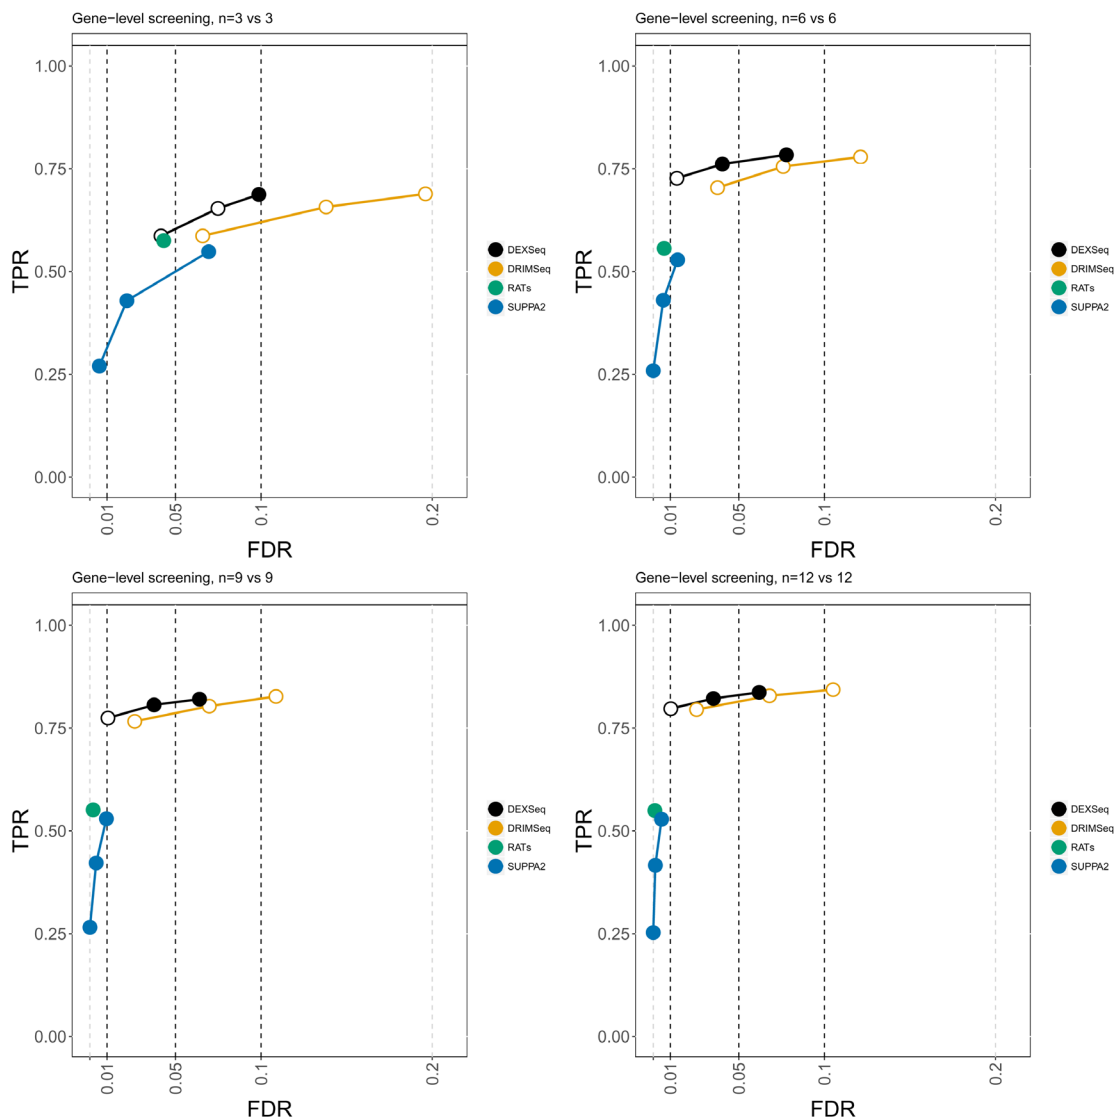 Gene−level screening, n=3 vs 3
1.00
0.75
0.50
0.25
0.00
TPR
0.01
0.05
0.1
0.2
FDR
DEXSeq
DRIMSeq
RATs
SUPPA2
Gene−level screening, n=6 vs 6
1.00
0.75
0.50
0.25
0.00
TPR
0.01
0.05
0.1
0.2
FDR
DEXSeq
DRIMSeq
RATs
SUPPA2
Gene−level screening, n=9 vs 9
1.00
0.75
0.50
0.25
0.00
TPR
0.01
0.05
0.1
0.2
FDR
DEXSeq
DRIMSeq
RATs
SUPPA2
Gene−level screening, n=12 vs 12
1.00
0.75
0.50
0.25
0.00
TPR
0.01
0.05
0.1
0.2
FDR
DEXSeq
DRIMSeq
RATs
SUPPA2